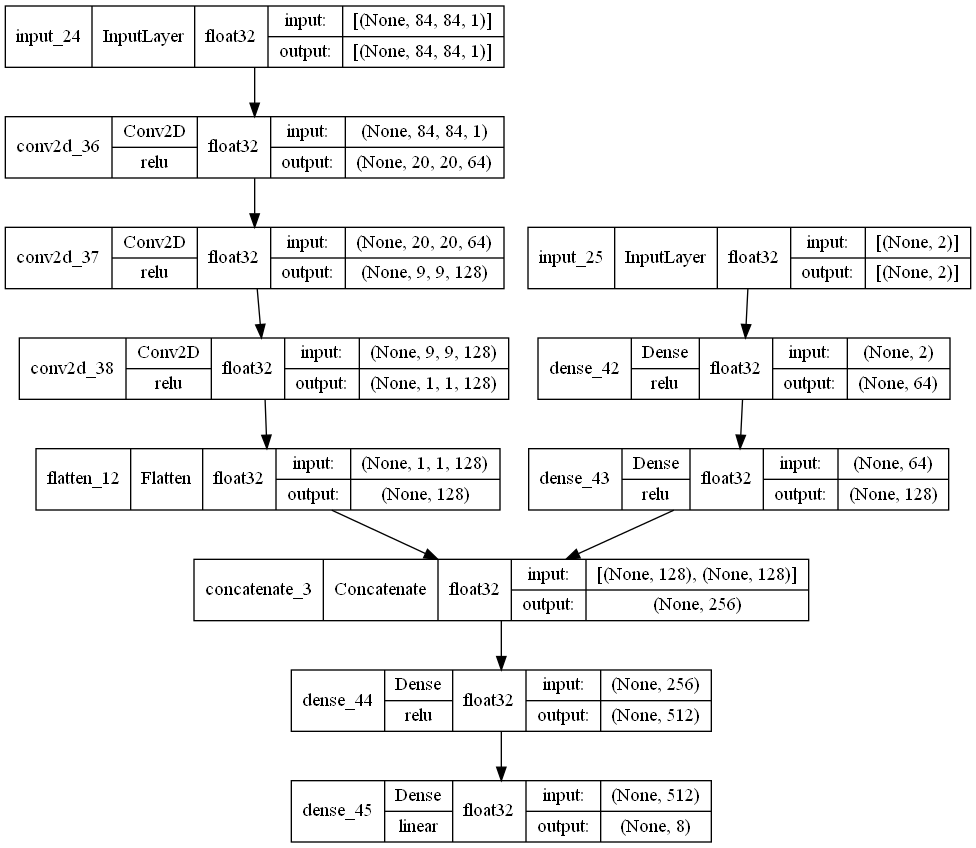 input_24 InputLayer float32 input: [(None, 84, 84, 1)]
output: [(None, 84, 84, 1)]
conv2d_36 Conv2D relu float32 input: (None, 84, 84, 1)
output: (None, 20, 20, 64)
conv2d_37 Conv2D relu float32 input: (None, 20, 20, 64)
output: (None, 9, 9, 128)
input_25 InputLayer float32 input: [(None, 2)]
output: [(None, 2)]
conv2d_38 Conv2D relu float32 input: (None, 9, 9, 128)
output: (None, 1, 1, 128)
dense_42 Dense relu float32 input: (None, 2)
output: (None, 64)
flatten_12 Flatten float32 input: (None, 1, 1, 128)
output: (None, 128)
dense_43 Dense relu float32 input: (None, 64)
output: (None, 128)
concatenate_3 Concatenate float32 input: [(None, 128), (None, 128)]
output: (None, 256)
dense_44 Dense relu float32 input: (None, 256)
output: (None, 512)
dense_45 Dense linear float32 input: (None, 512)
output: (None, 8)